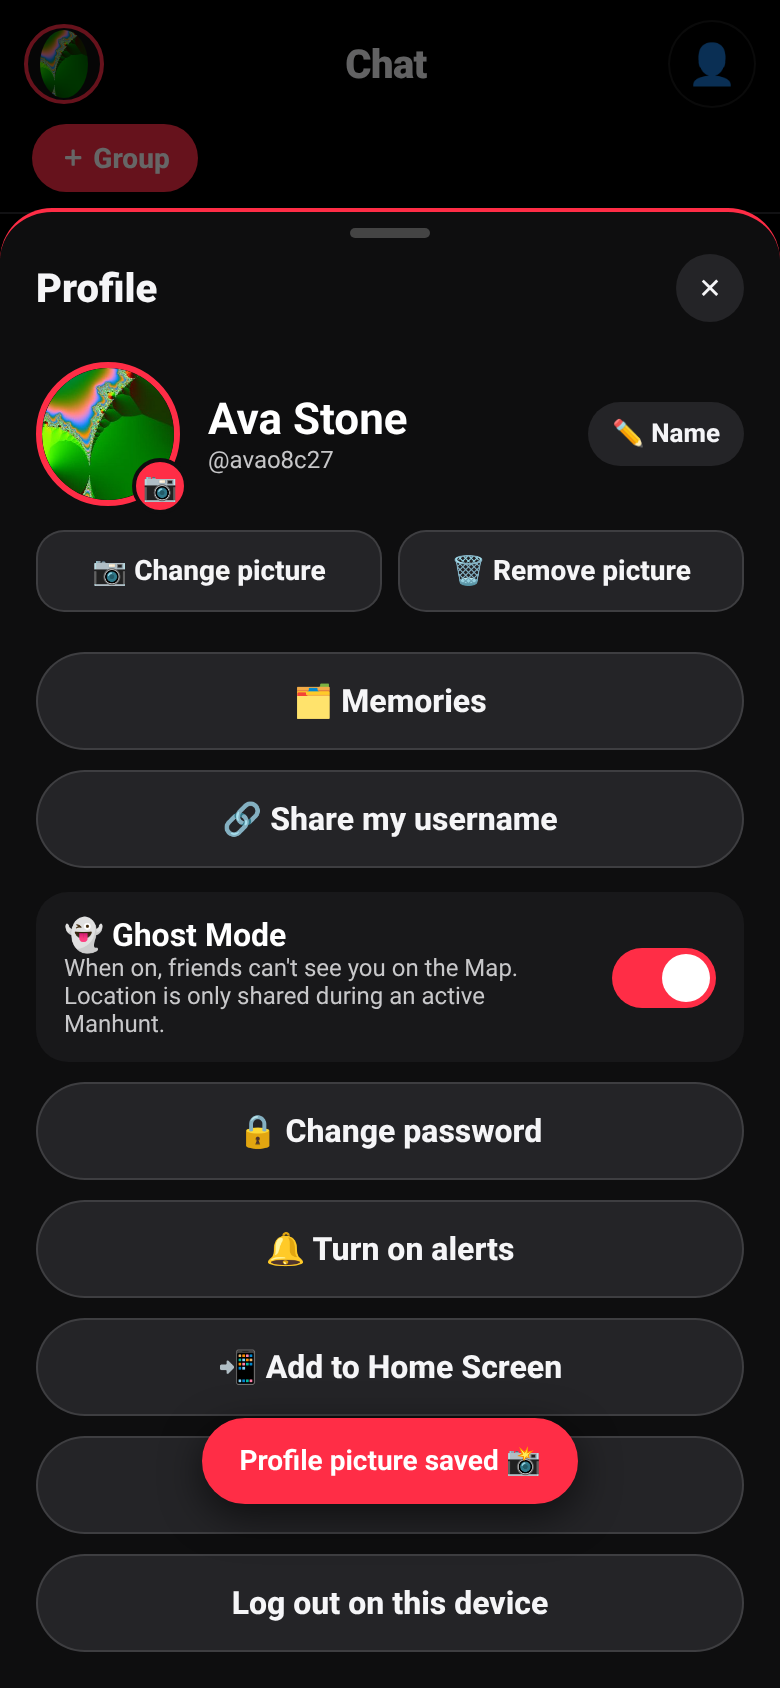 Chat
+ Group
Profile
Ava Stone
@avao8c27
Name
Change picture
Remove picture
Memories
Share my username
Ghost Mode
When on, friends can't see you on the Map.
Location is only shared during an active
Manhunt.
Change password
Turn on alerts
Add to Home Screen
Profile picture saved
Log out on this device